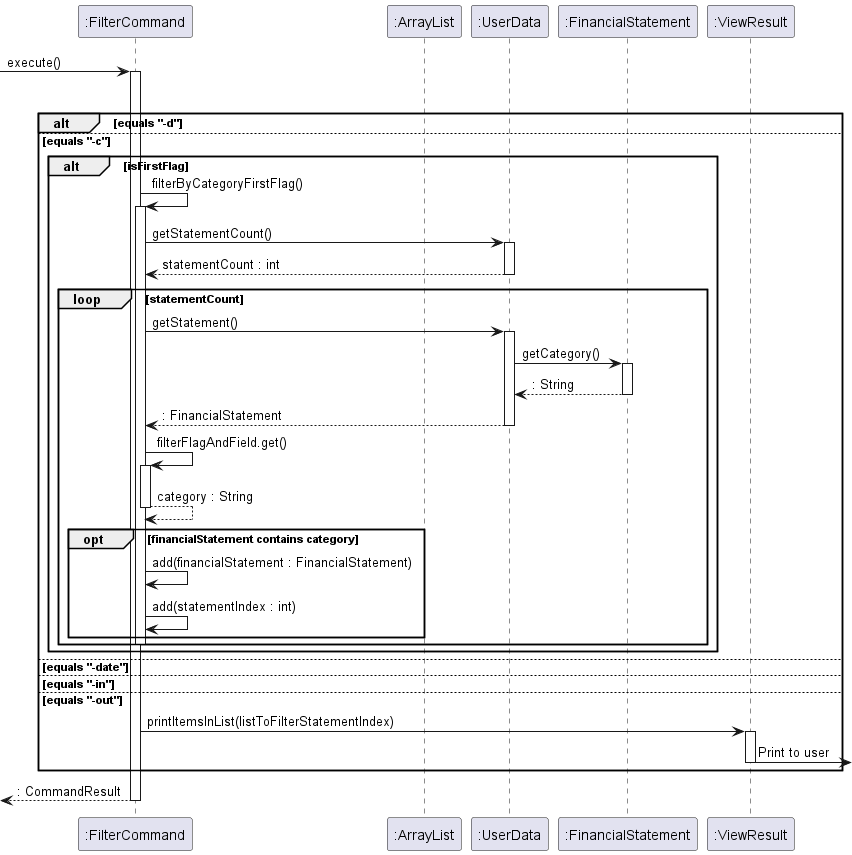 :FilterCommand :ArrayList :UserData :FinancialStatement :ViewResult
execute()
alt [equals "-d"]
[equals "-c"]
alt [isFirstFlag]
filterByCategoryFirstFlag()
getStatementCount()
statementCount : int
loop [statementCount]
getStatement()
getCategory()
: String
: FinancialStatement
filterFlagAndField.get()
category : String
opt [financialStatement contains category]
add(financialStatement : FinancialStatement)
add(statementIndex : int)
[equals "-date"]
[equals "-in"]
[equals "-out"]
printItemsInList(listToFilterStatementIndex)
Print to user
: CommandResult
:FilterCommand :ArrayList :UserData :FinancialStatement :ViewResult